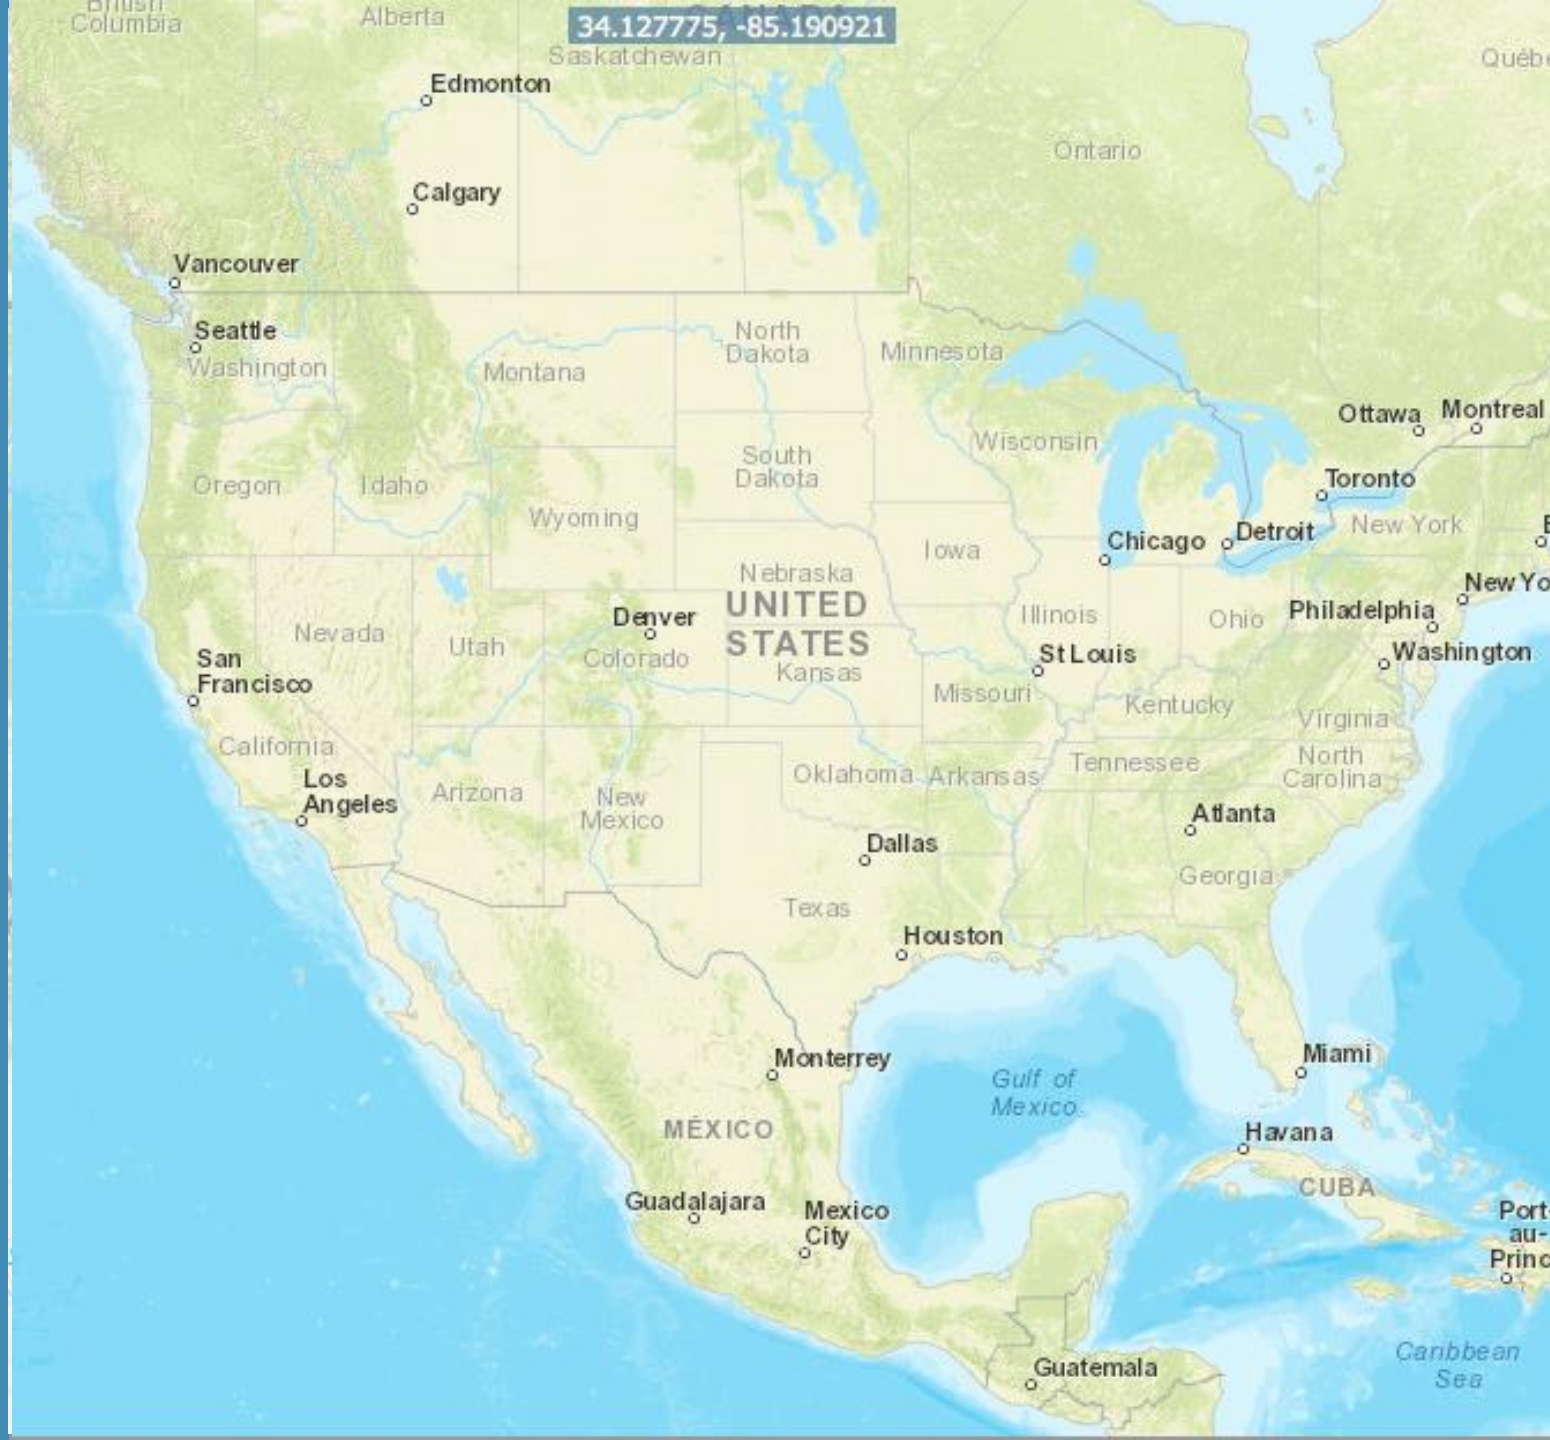 British
Columbia
Alberta
34.127775, -85.190921
Saskatchewan
Edmonton
Québe
Ontario
Calgary
Vancouver
Seattle
Washington
North
Dakota
Montana
Minnesota
Ottawa
Montreal
Wisconsin
South
Dakota
Oregon
Idaho
Toronto
Wyoming
New York
Detroit
Chicago
Iowa
Nebraska
New Yo
UNITED
STATES
Denver
Illinois
Ohio
Philadelphia
Nevada
Utah
Colorado
Kansas
St Louis
Washington
San
Francisco
Missouri
Kentucky
Virginia
California
Los
Angeles
Arizona
New
Mexico
Oklahoma
Arkansas
Tennessee
North
Carolina
Atlanta
Dallas
Georgia
Texas
Houston
Monterrey
Miami
Gulf of
Mexico
MÉXICO
Havana
CUBA
Guadalajara
Mexico
City
Port-
au-
Princ
Caribbean
Sea
Guatemala